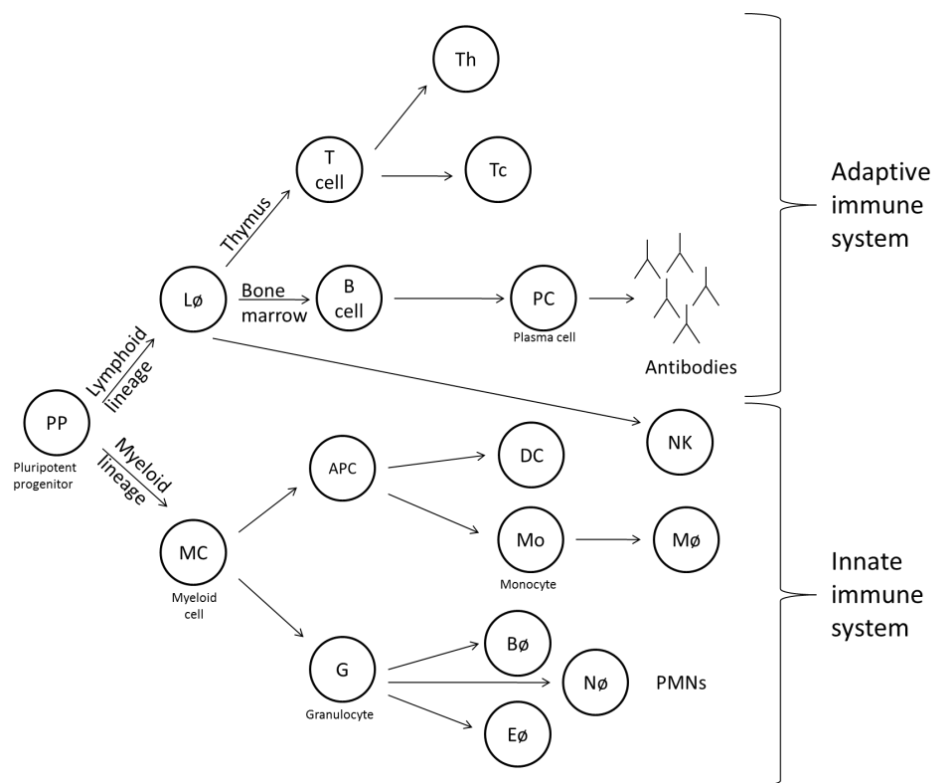 Th
T
cell
Tc
Adaptive
immune
system
Thymus
Lø
Bone
marrow
B
cell
PC
Plasma cell
Antibodies
Lymphoid
lineage
PP
Pluripotent
progenitor
Myeloid
lineage
NK
APC
DC
MC
Myeloid
cell
Mo
Monocyte
Mø
Innate
immune
system
G
Granulocyte
Bø
Nø
PMNs
Eø